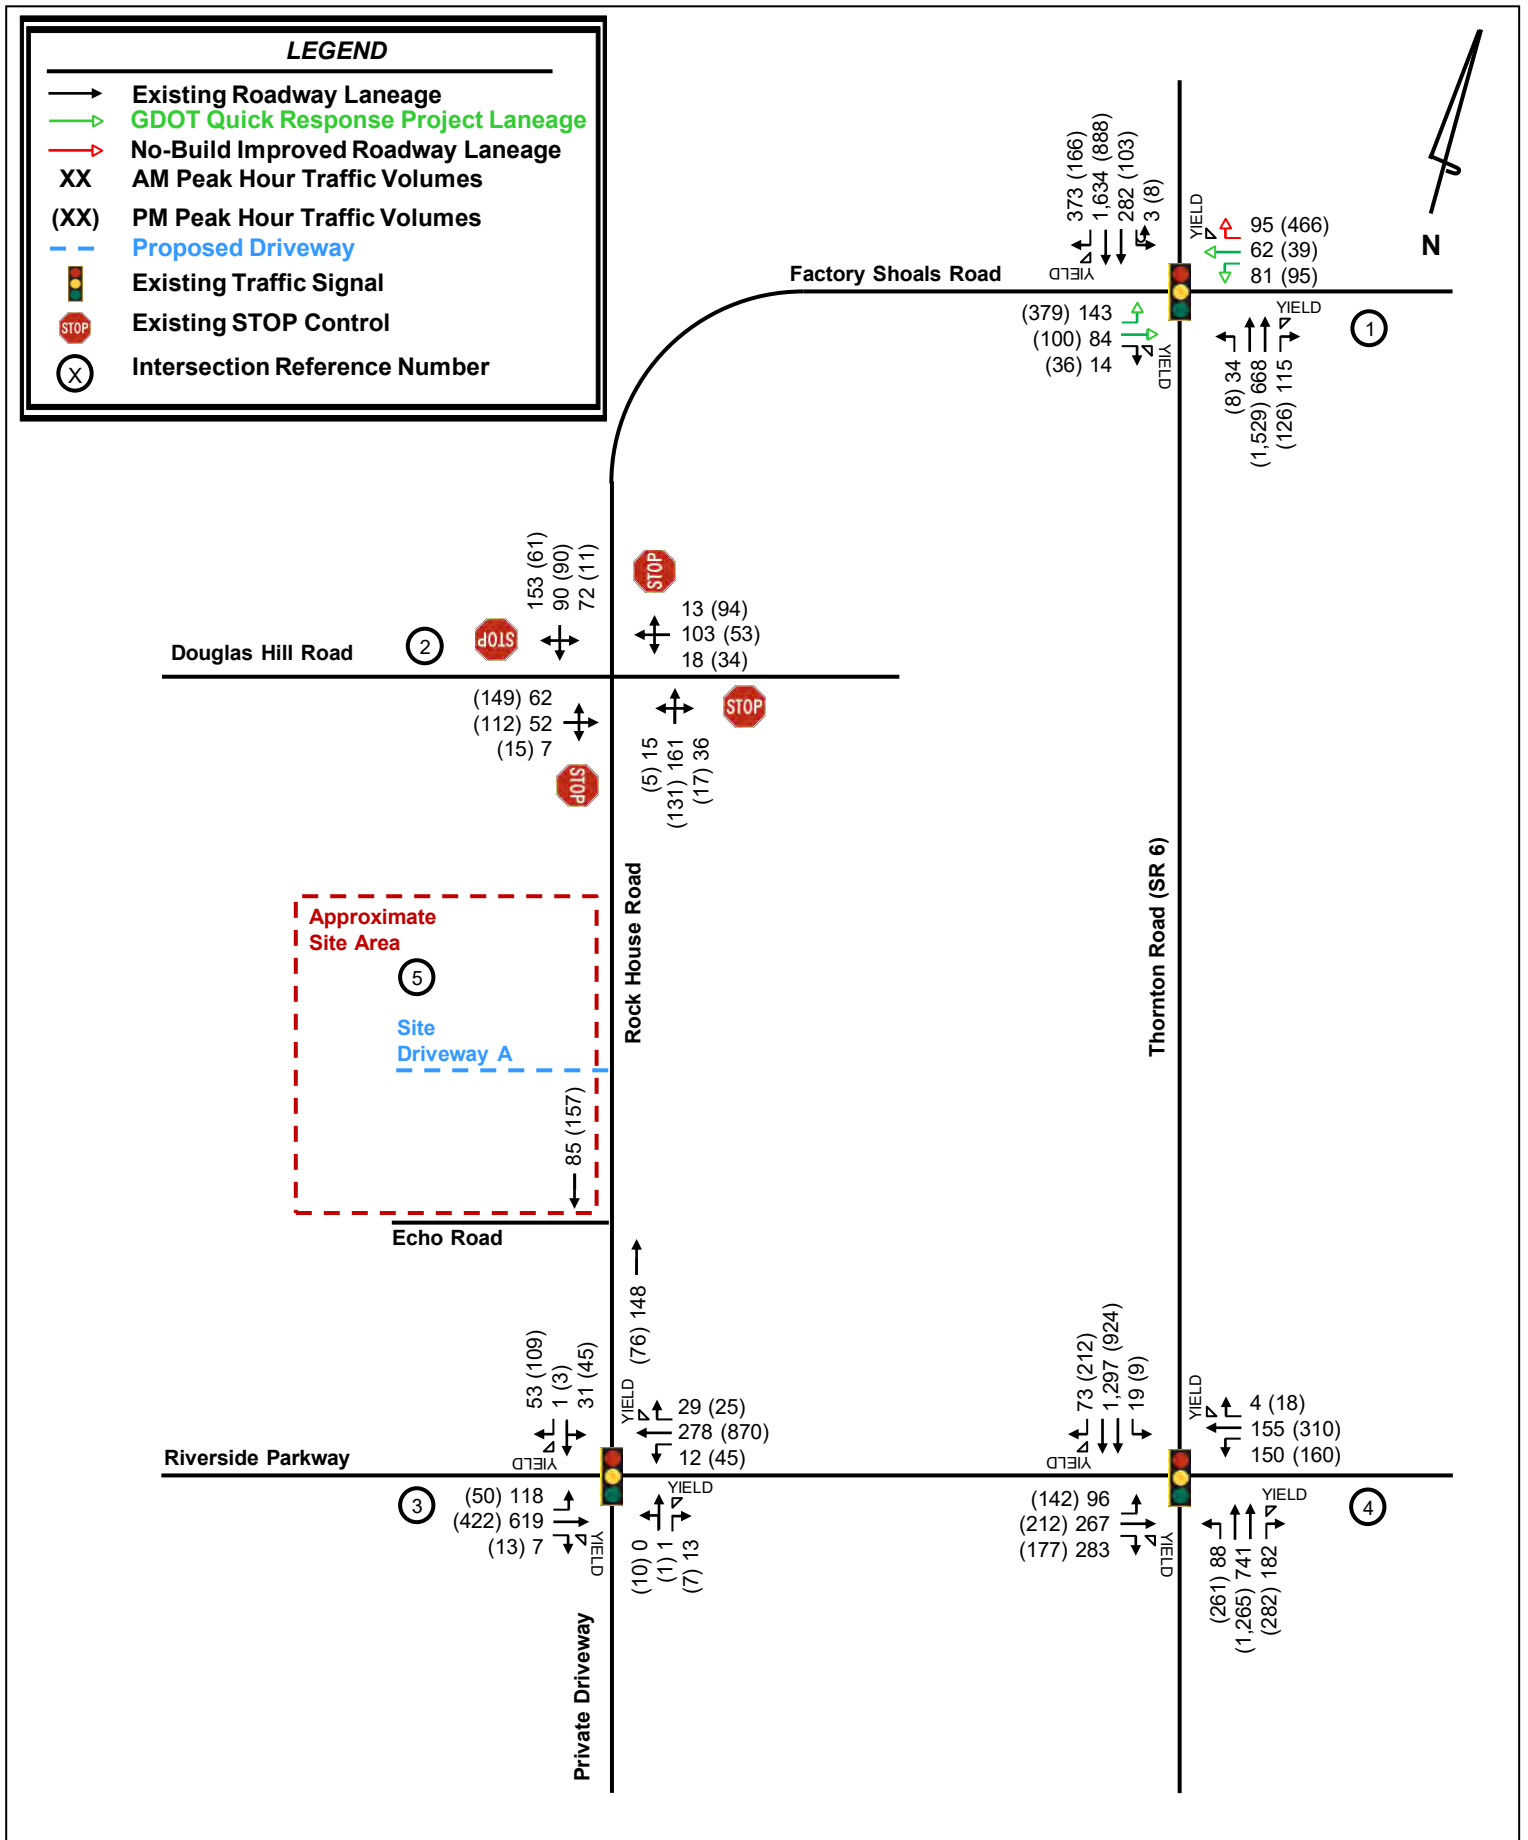 LEGEND
Existing Roadway Laneage
GDOT Quick Response Project Laneage
No-Build Improved Roadway Laneage
XX AM Peak Hour Traffic Volumes
(XX) PM Peak Hour Traffic Volumes
Proposed Driveway
Existing Traffic Signal
STOP Existing STOP Control
X Intersection Reference Number
N
373 (166)
1,634 (888)
282 (103)
3 (8)
YIELD
YIELD
95 (466)
62 (39)
81 (95)
Factory Shoals Road
(379) 143
(100) 84
(36) 14
YIELD
YIELD
(8) 34
(1,529) 668
(126) 115
1
153 (61)
90 (90)
72 (11)
STOP
STOP
13 (94)
103 (53)
18 (34)
2
Douglas Hill Road
(149) 62
(112) 52
(15) 7
STOP
STOP
(5) 15
(131) 161
(17) 36
Rock House Road
Thornton Road (SR 6)
Approximate
Site Area
5
Site
Driveway A
85 (157)
Echo Road
(76) 148
53 (109)
1 (3)
31 (45)
YIELD
YIELD
29 (25)
278 (870)
12 (45)
Riverside Parkway
3
(50) 118
(422) 619
(13) 7
YIELD
YIELD
(10) 0
(1) 1
(7) 13
Private Driveway
73 (212)
1,297 (924)
19 (9)
YIELD
YIELD
4 (18)
155 (310)
150 (160)
(142) 96
(212) 267
(177) 283
YIELD
YIELD
(261) 88
(1,265) 741
(282) 182
4